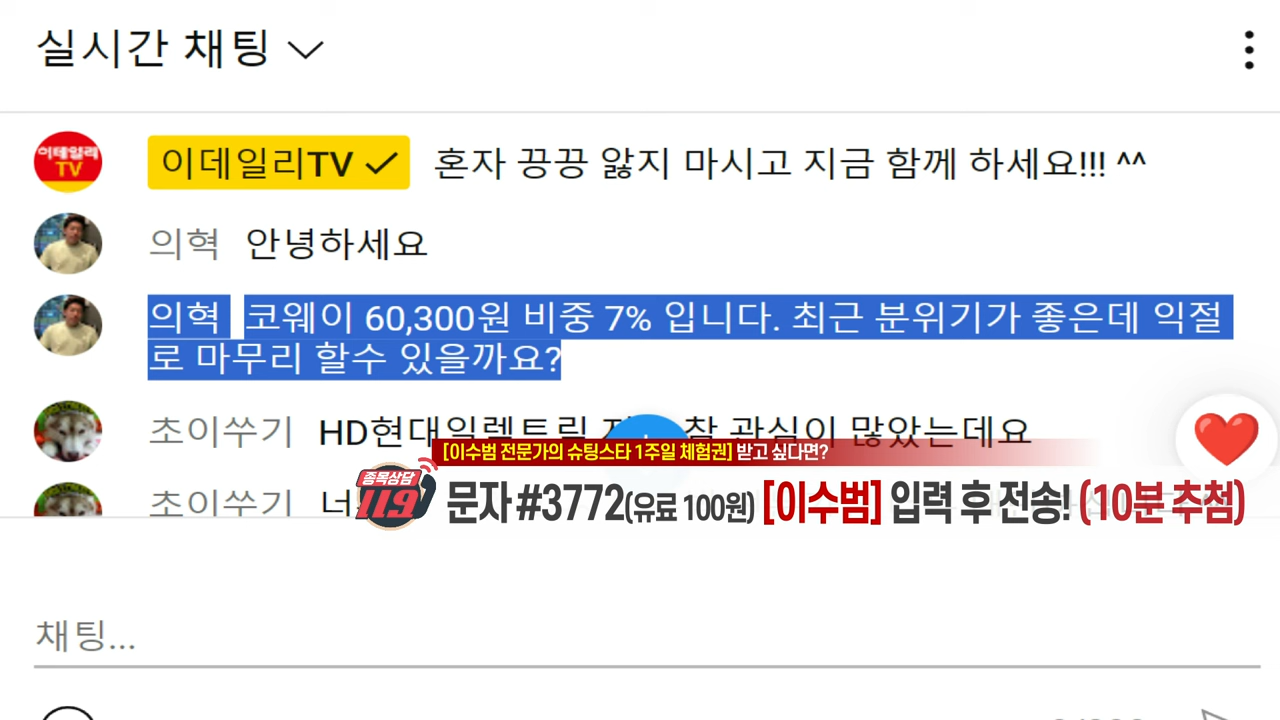 실시간 채팅
이데일리TV
이데일리TV 혼자 끙끙 앓지 마시고 지금 함께 하세요!!! ^^
의혁 안녕하세요
의혁 코웨이 60,300원 비중 7% 입니다. 최근 분위기가 좋은데 익절
로 마무리 할수 있을까요?
초이쑤기 HD현대일렉트릭 참 관심이 많았는데요
[이수범 전문가의 슈팅스타 1주일 체험권] 받고 싶다면?
초이쑤기 너
종목상담
119
문자 #3772(유료 100원) [이수범] 입력 후 전송! (10분 추첨)
채팅...